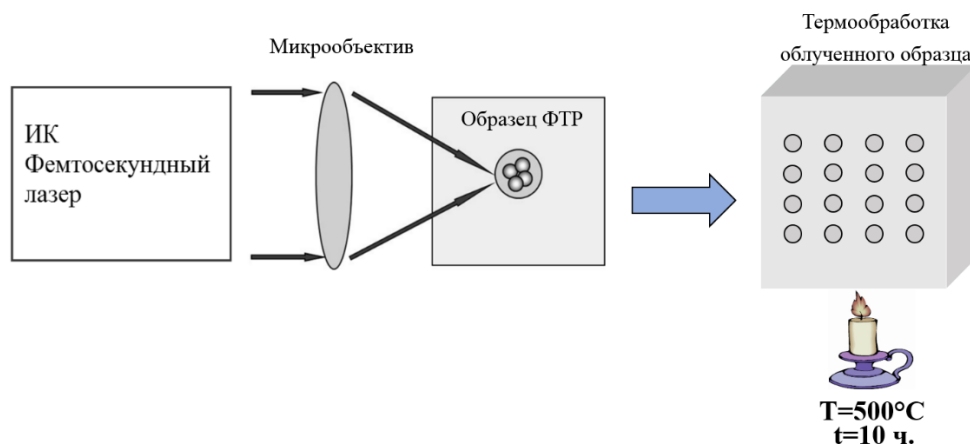 Микрообъектив
ИК
Фемтосекундный
лазер
Образец ФТР
Термообработка
облученного образца
T=500°C
t=10 ч.